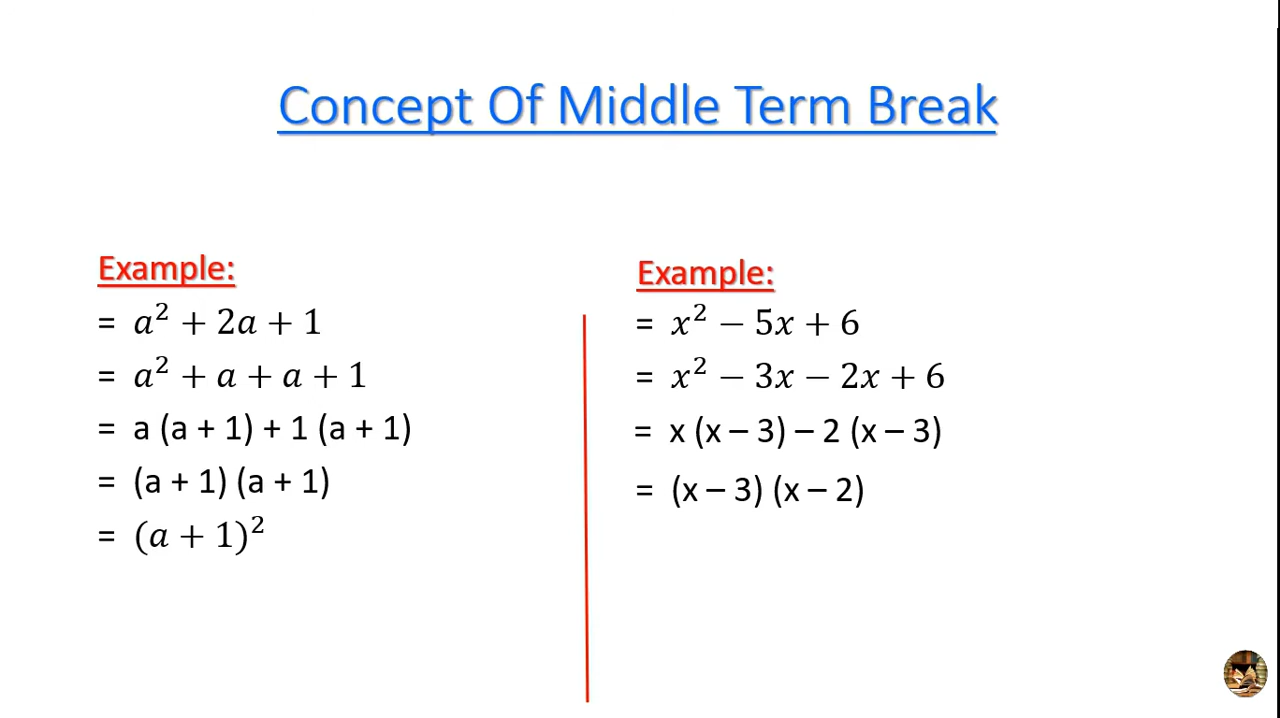 Concept Of Middle Term Break
Example:
= a² + 2a + 1
= a² + a + a + 1
= a (a + 1) + 1 (a + 1)
= (a + 1) (a + 1)
= (a + 1)²
Example:
= x² − 5x + 6
= x² − 3x − 2x + 6
= x (x – 3) – 2 (x – 3)
= (x – 3) (x – 2)